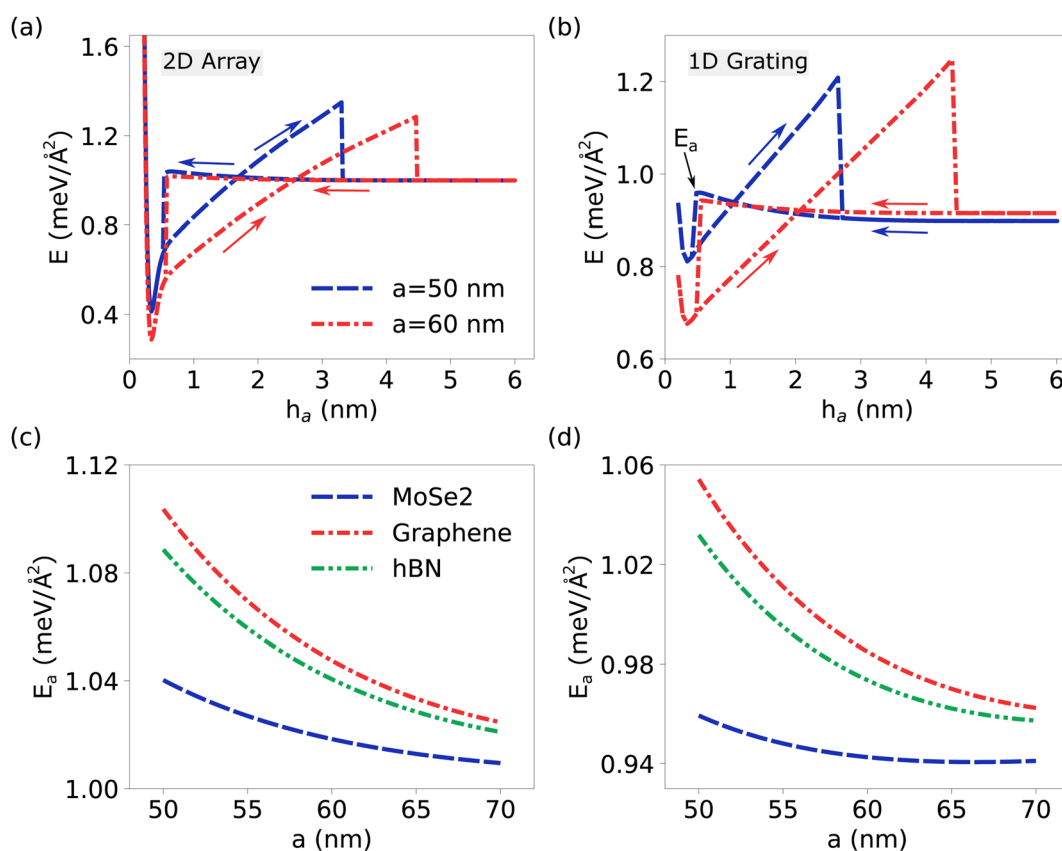 (a)
2D Array
1.6
1.2
0.8
0.4
E (meV/Å²)
a=50 nm
a=60 nm
0 1 2 3 4 5 6
hₐ (nm)
(b)
1D Grating
Eₐ
1.2
1.0
0.8
0.6
E (meV/Å²)
0 1 2 3 4 5 6
hₐ (nm)
(c)
1.12
1.08
1.04
1.00
Eₐ (meV/Å²)
MoSe2
Graphene
hBN
50 55 60 65 70
a (nm)
(d)
1.06
1.02
0.98
0.94
Eₐ (meV/Å²)
50 55 60 65 70
a (nm)